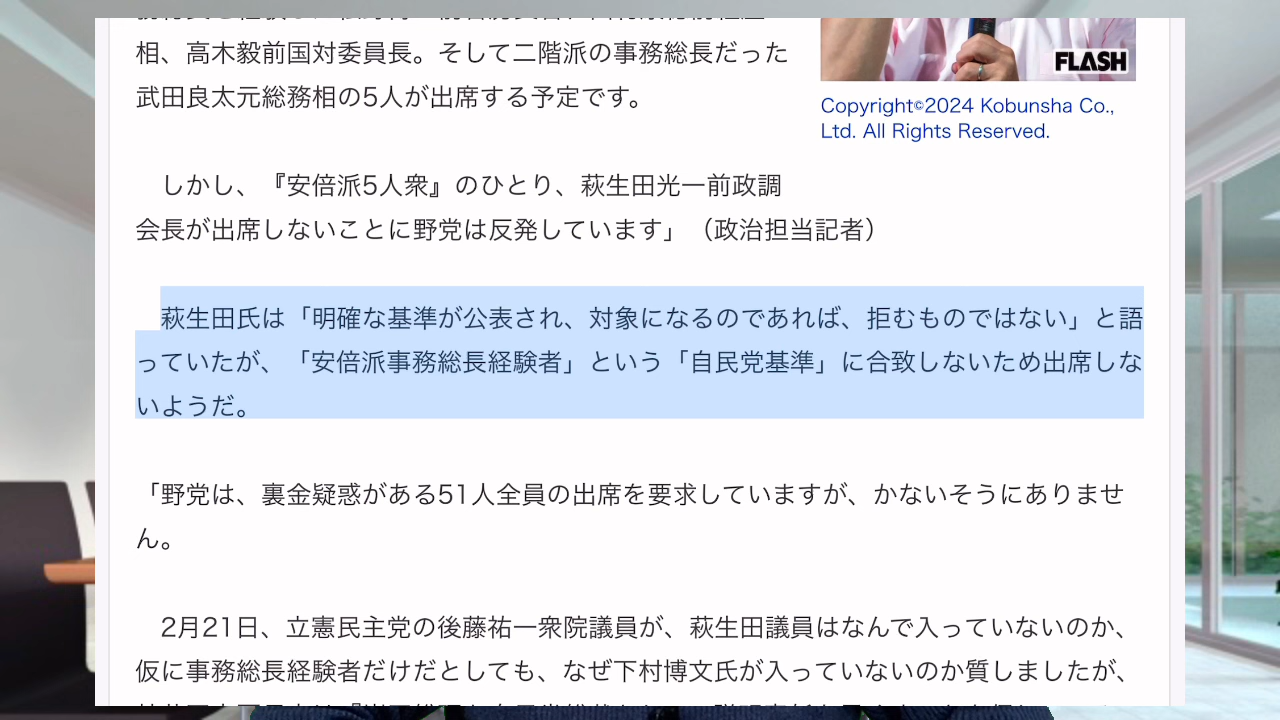 相、高木毅前国対委員長。そして二階派の事務総長だった
武田良太元総務相の5人が出席する予定です。
FLASH
Copyright©2024 Kobunsha Co.,
Ltd. All Rights Reserved.
しかし、『安倍派5人衆』のひとり、萩生田光一前政調
会長が出席しないことに野党は反発しています」（政治担当記者）
萩生田氏は「明確な基準が公表され、対象になるのであれば、拒むものではない」と語
っていたが、「安倍派事務総長経験者」という「自民党基準」に合致しないため出席しな
いようだ。
「野党は、裏金疑惑がある51人全員の出席を要求していますが、かないそうにありませ
ん。
2月21日、立憲民主党の後藤祐一衆院議員が、萩生田議員はなんで入っていないのか、
仮に事務総長経験者だけだとしても、なぜ下村博文氏が入っていないのか質しましたが、